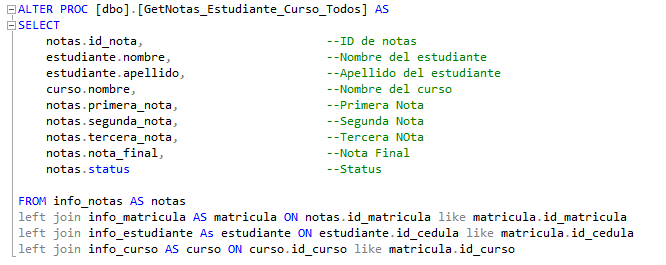 ALTER PROC [dbo].[GetNotas_Estudiante_Curso_Todos] AS
SELECT
notas.id_nota, --ID de notas
estudiante.nombre, --Nombre del estudiante
estudiante.apellido, --Apellido del estudiante
curso.nombre, --Nombre del curso
notas.primera_nota, --Primera Nota
notas.segunda_nota, --Segunda Nota
notas.tercera_nota, --Tercera NOta
notas.nota_final, --Nota Final
notas.status --Status
FROM info_notas AS notas
left join info_matricula AS matricula ON notas.id_matricula like matricula.id_matricula
left join info_estudiante As estudiante ON estudiante.id_cedula like matricula.id_cedula
left join info_curso AS curso ON curso.id_curso like matricula.id_curso